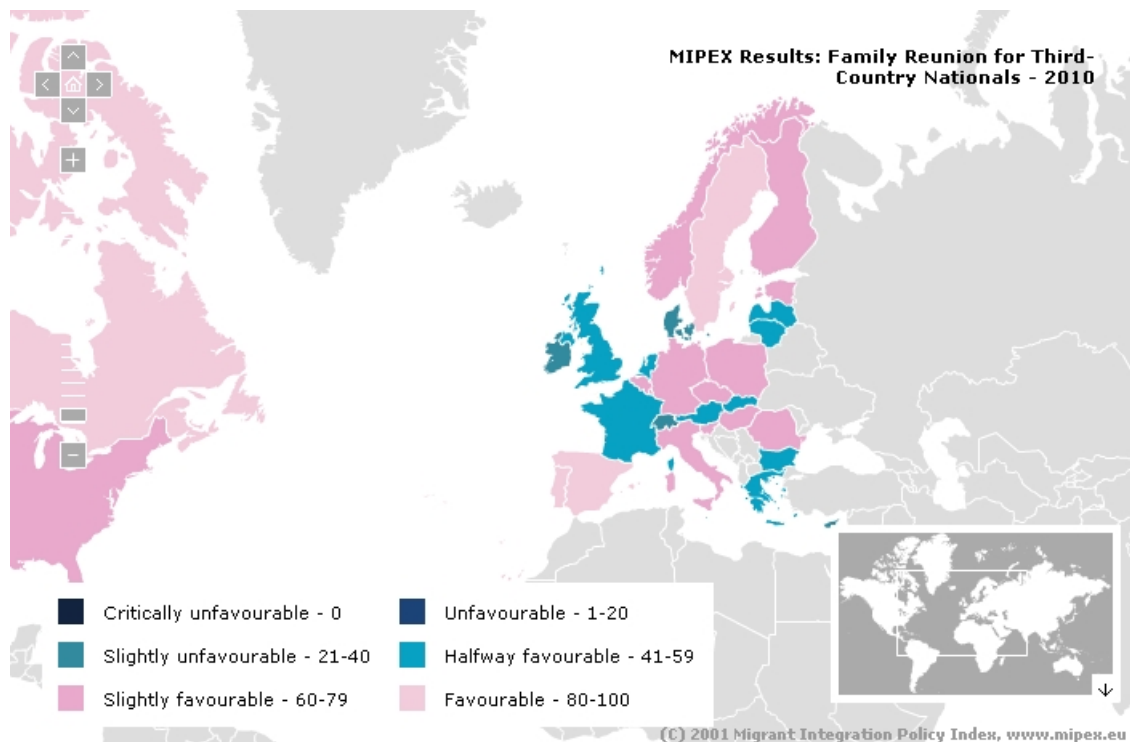 MIPEX Results: Family Reunion for Third-
Country Nationals - 2010
Critically unfavourable - 0
Unfavourable - 1-20
Slightly unfavourable - 21-40
Halfway favourable - 41-59
Slightly favourable - 60-79
Favourable - 80-100
(C) 2001 Migrant Integration Policy Index, www.mipex.eu